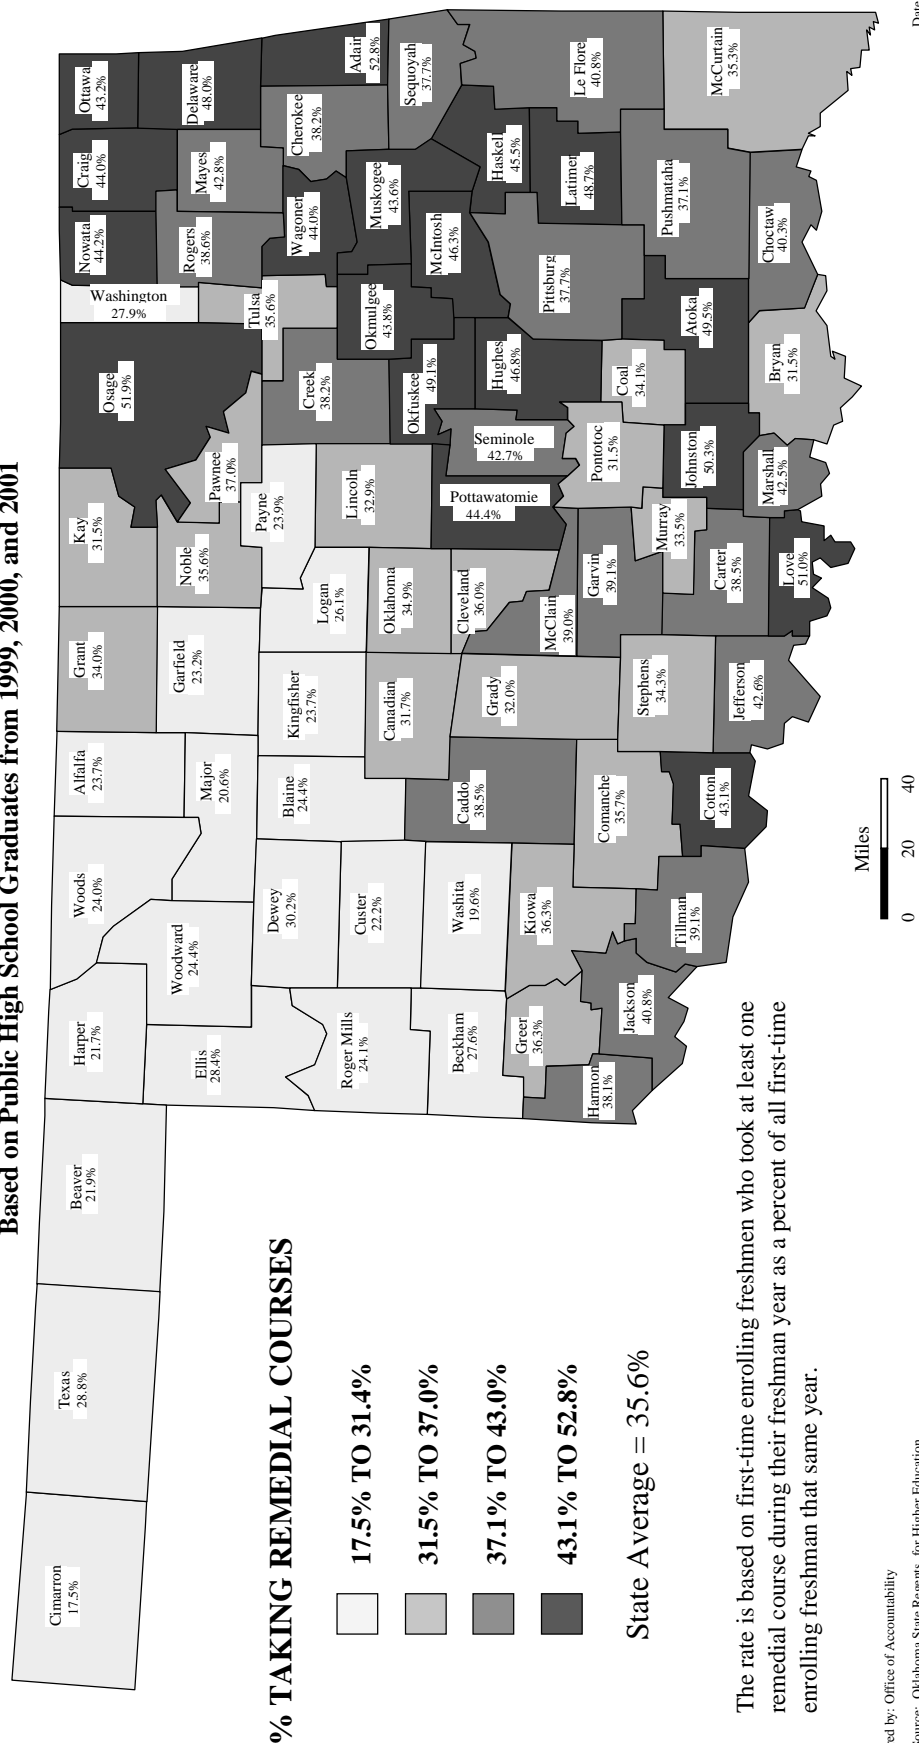 Based on Public High School Graduates from 1999, 2000, and 2001
Cimarron
17.5%
Texas
28.8%
Beaver
21.9%
Harper
21.7%
Woods
24.0%
Alfalfa
23.7%
Grant
34.0%
Kay
31.5%
Osage
51.9%
Washington
27.9%
Nowata
44.2%
Craig
44.0%
Ottawa
43.2%
Ellis
28.4%
Woodward
24.4%
Major
20.6%
Garfield
23.2%
Noble
35.6%
Pawnee
37.0%
Tulsa
35.6%
Rogers
38.6%
Mayes
42.8%
Delaware
48.0%
Roger Mills
24.1%
Dewey
30.2%
Blaine
24.4%
Kingfisher
23.7%
Logan
26.1%
Payne
23.9%
Creek
38.2%
Wagoner
44.0%
Cherokee
38.2%
Adair
52.8%
Custer
22.2%
Canadian
31.7%
Oklahoma
34.9%
Lincoln
32.9%
Okfuskee
49.1%
Okmulgee
43.8%
Muskogee
43.6%
Sequoyah
37.7%
Beckham
27.6%
Washita
19.6%
Caddo
38.5%
Grady
32.0%
Cleveland
36.0%
McClain
39.0%
Pottawatomie
44.4%
Seminole
42.7%
Hughes
46.8%
McIntosh
46.3%
Haskell
45.5%
Le Flore
40.8%
Greer
36.3%
Kiowa
36.3%
Comanche
35.7%
Stephens
34.3%
Garvin
39.1%
Pontotoc
31.5%
Coal
34.1%
Pittsburg
37.7%
Latimer
48.7%
Harmon
38.1%
Jackson
40.8%
Tillman
39.1%
Cotton
43.1%
Jefferson
42.6%
Carter
38.5%
Murray
33.5%
Johnston
50.3%
Atoka
49.5%
Pushmataha
37.1%
McCurtain
35.3%
Love
51.0%
Marshall
42.5%
Bryan
31.5%
Choctaw
40.3%
% TAKING REMEDIAL COURSES
17.5% TO 31.4%
31.5% TO 37.0%
37.1% TO 43.0%
43.1% TO 52.8%
State Average = 35.6%
The rate is based on first-time enrolling freshmen who took at least one
remedial course during their freshman year as a percent of all first-time
enrolling freshman that same year.
Miles
0 20 40
red by: Office of Accountability
Source: Oklahoma State Regents for Higher Education
Date